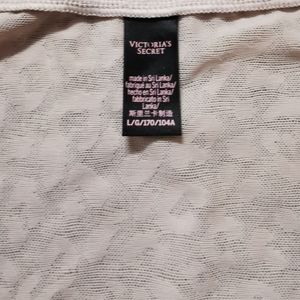 VICTORIA'S
SECRET
made in Sri Lanka/
fabriqué au Sri Lanka/
hecho en Sri Lanka/
fabbricato in Sri
Lanka/
斯里兰卡制造
L/G/170/104A